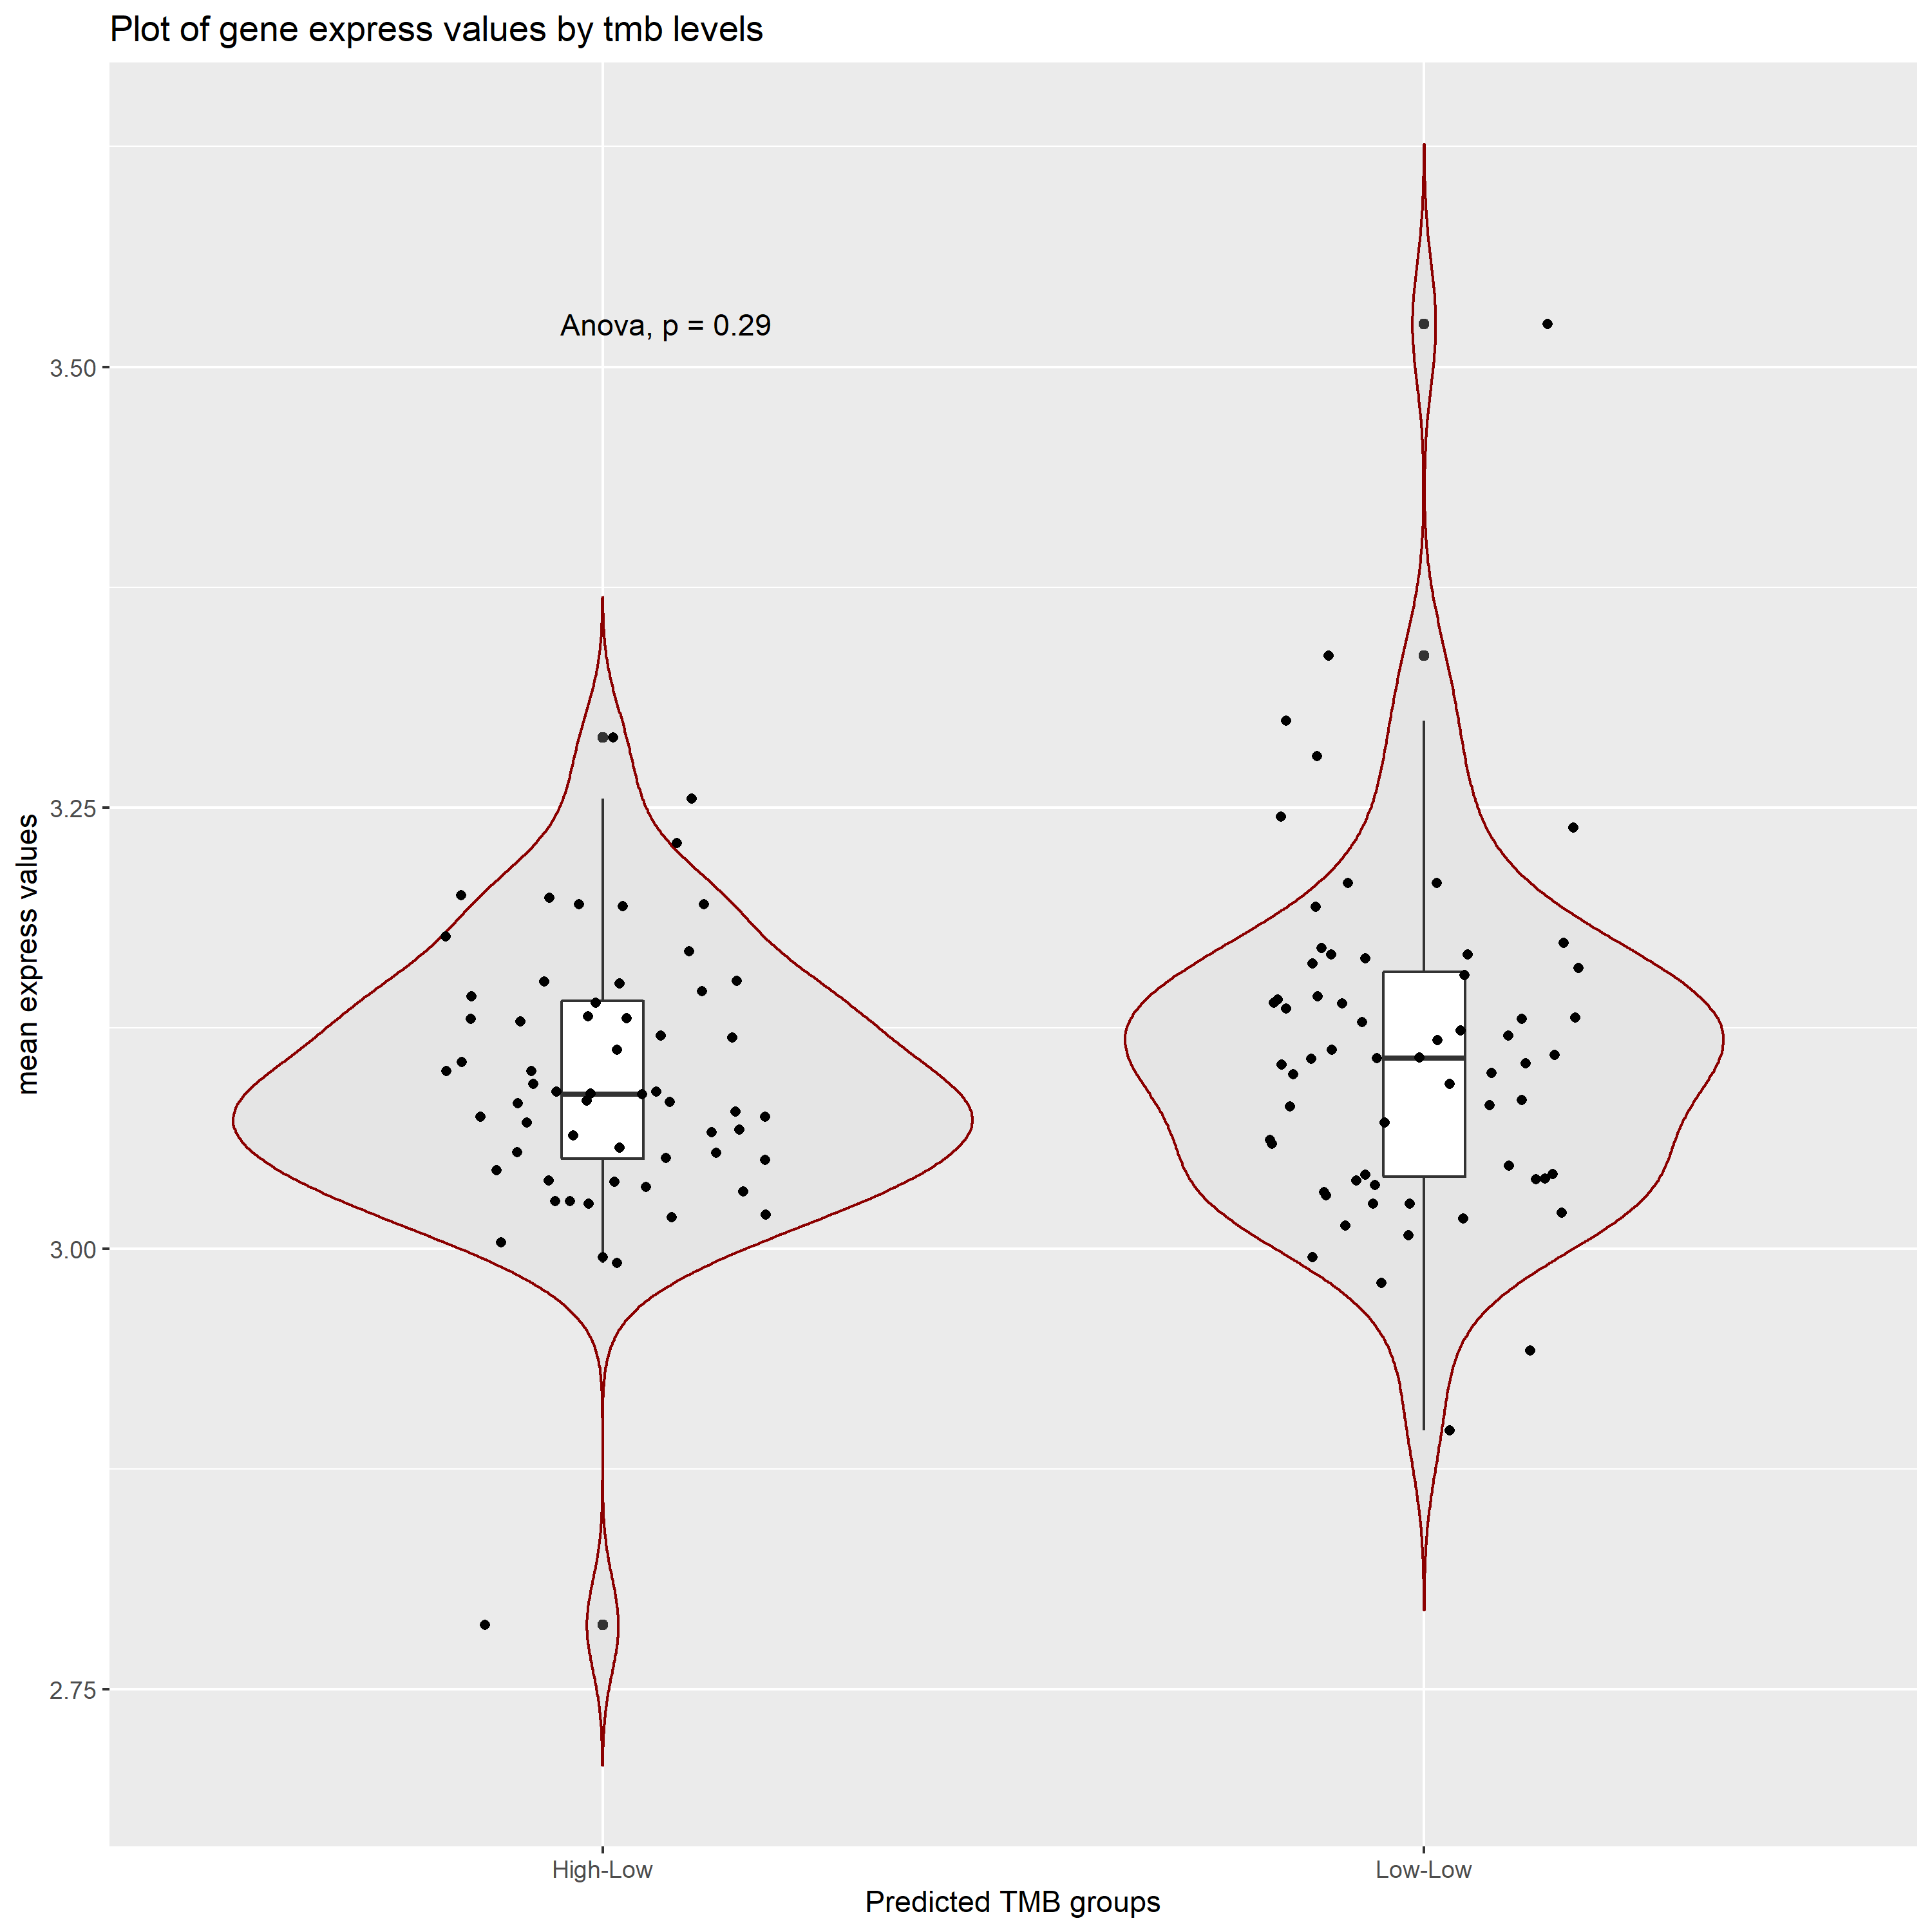 Plot of gene express values by tmb levels
Anova, p = 0.29
3.50
3.25
3.00
2.75
mean express values
High-Low
Low-Low
Predicted TMB groups